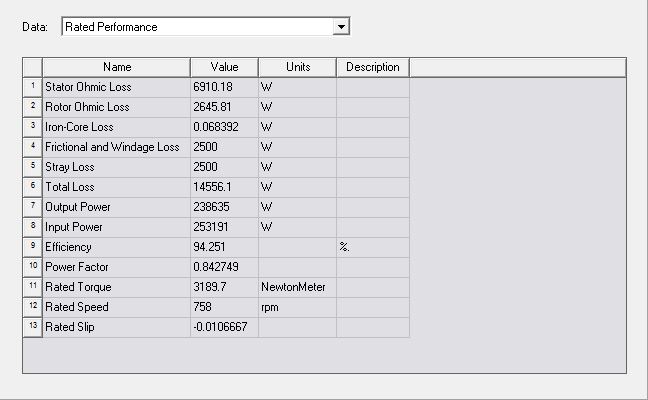 Data: Rated Performance
Name Value Units Description
1 Stator Ohmic Loss 6910.18 W
2 Rotor Ohmic Loss 2645.81 W
3 Iron-Core Loss 0.068392 W
4 Frictional and Windage Loss 2500 W
5 Stray Loss 2500 W
6 Total Loss 14556.1 W
7 Output Power 238635 W
8 Input Power 253191 W
9 Efficiency 94.251 %.
10 Power Factor 0.842749
11 Rated Torque 3189.7 NewtonMeter
12 Rated Speed 758 rpm
13 Rated Slip -0.0106667